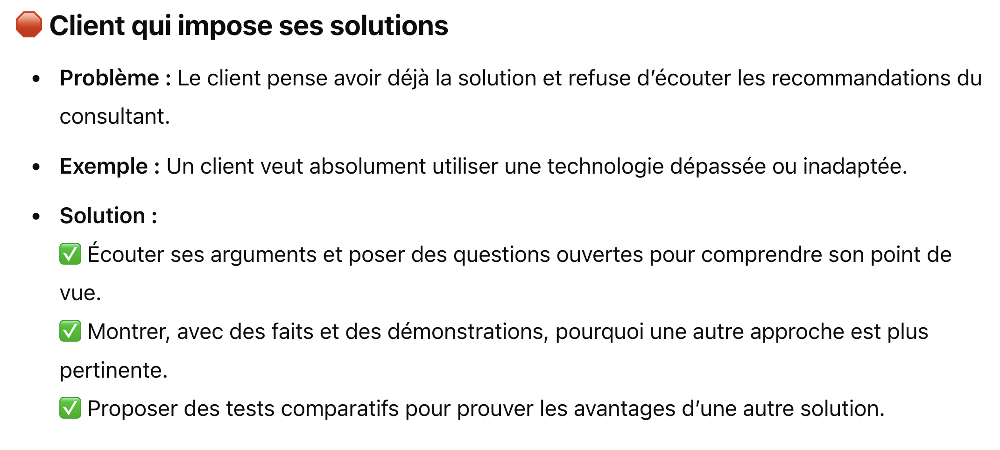 🛑 Client qui impose ses solutions
• Problème : Le client pense avoir déjà la solution et refuse d’écouter les recommandations du
consultant.
• Exemple : Un client veut absolument utiliser une technologie dépassée ou inadaptée.
• Solution :
✅ Écouter ses arguments et poser des questions ouvertes pour comprendre son point de
vue.
✅ Montrer, avec des faits et des démonstrations, pourquoi une autre approche est plus
pertinente.
✅ Proposer des tests comparatifs pour prouver les avantages d’une autre solution.